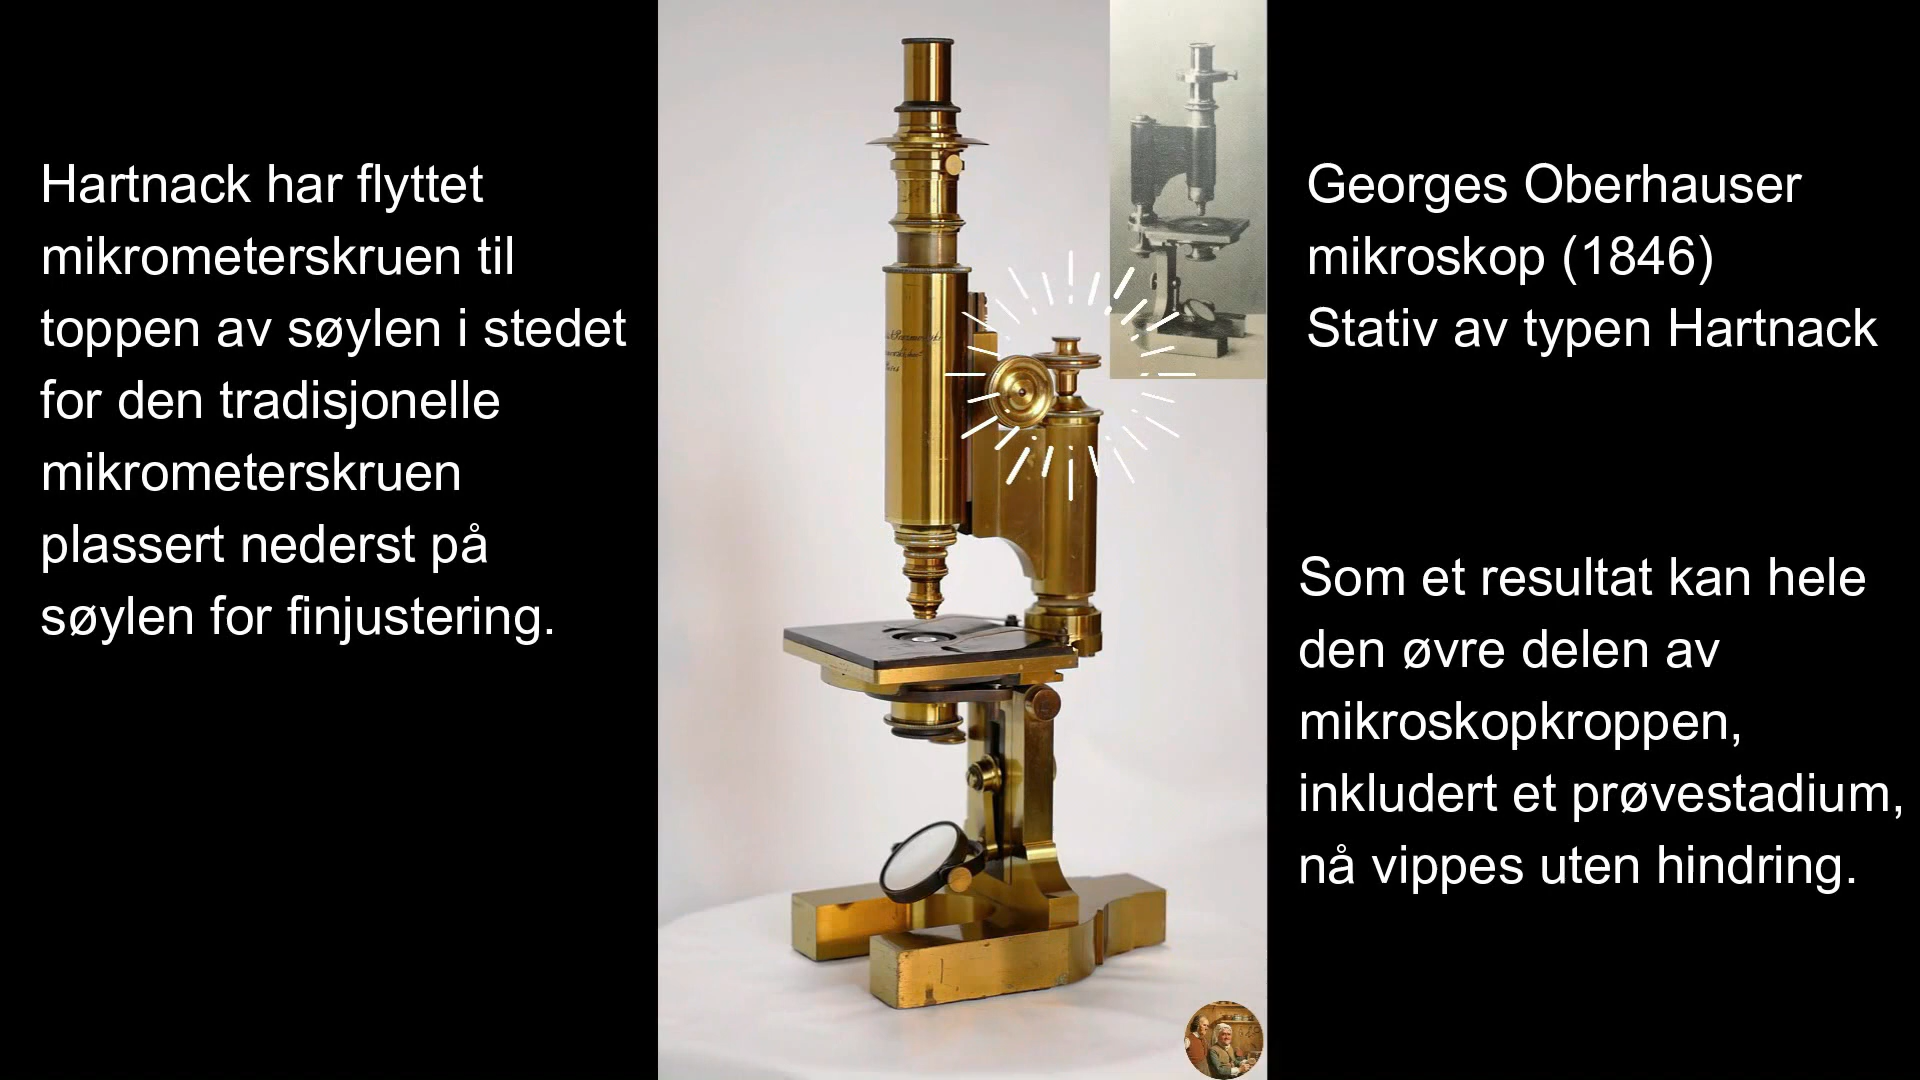 Hartnack har flyttet
mikrometerskruen til
toppen av søylen i stedet
for den tradisjonelle
mikrometerskruen
plassert nederst på
søylen for finjustering.
Georges Oberhauser
mikroskop (1846)
Stativ av typen Hartnack
Som et resultat kan hele
den øvre delen av
mikroskopkroppen,
inkludert et prøvestadium,
nå vippes uten hindring.